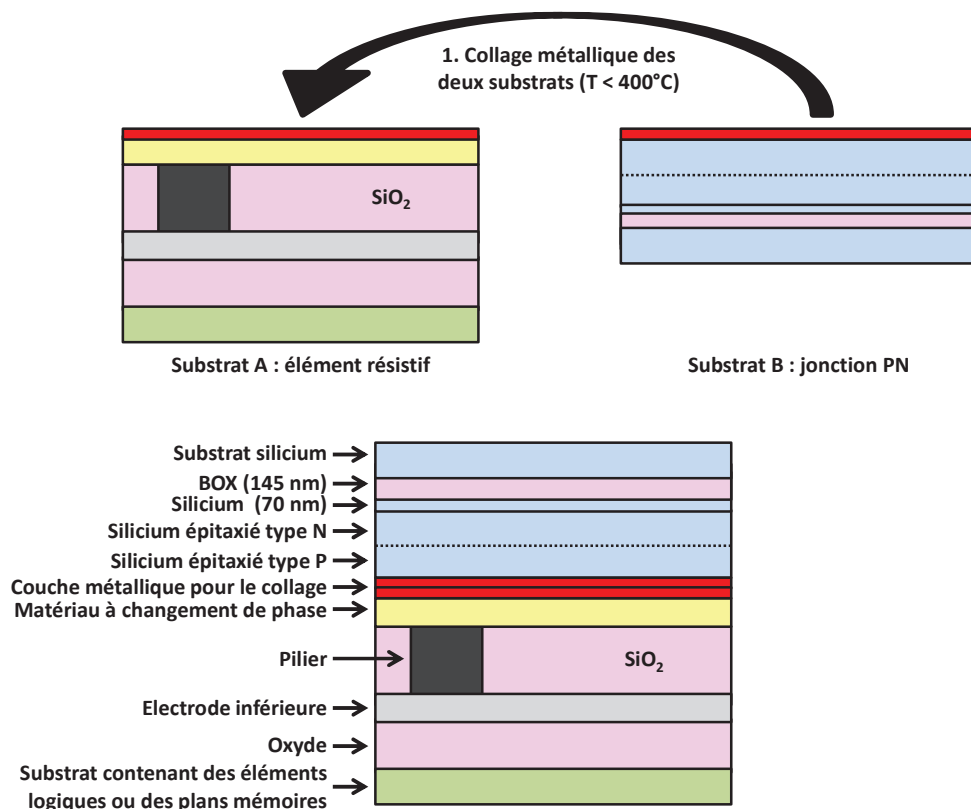 1. Collage métallique des
deux substrats (T < 400°C)
SiO2
Substrat A : élément résistif
Substrat B : jonction PN
Substrat silicium
BOX (145 nm)
Silicium (70 nm)
Silicium épitaxié type N
Silicium épitaxié type P
Couche métallique pour le collage
Matériau à changement de phase
Pilier
SiO2
Electrode inférieure
Oxyde
Substrat contenant des éléments
logiques ou des plans mémoires